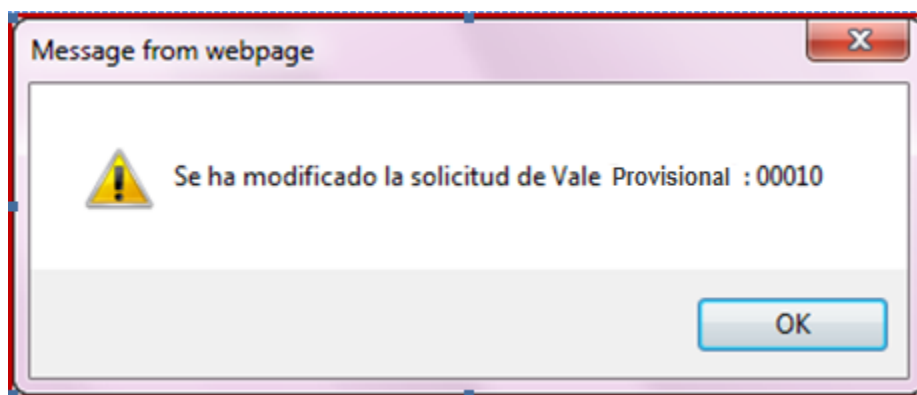 Message from webpage
Se ha modificado la solicitud de Vale Provisional : 00010
OK